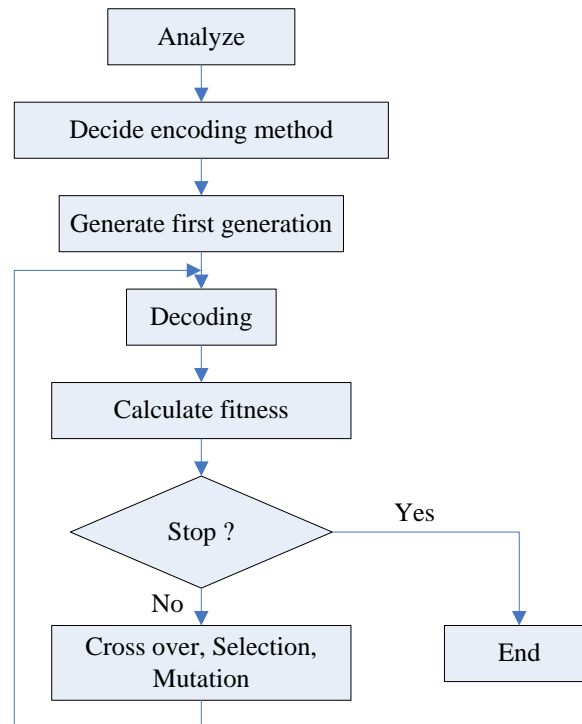 Analyze
Decide encoding method
Generate first generation
Decoding
Calculate fitness
Stop ?
Yes
No
Cross over, Selection,
Mutation
End